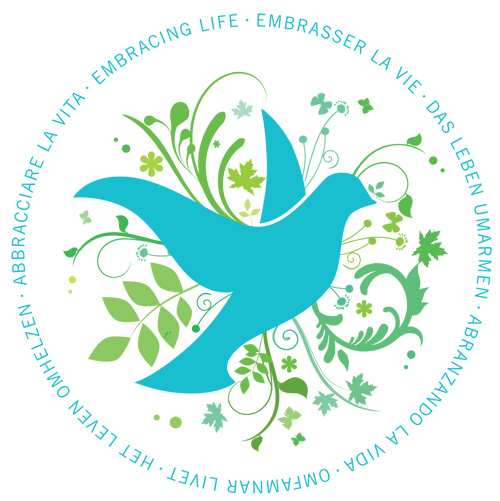 EMBRACING LIFE · EMBRASSER LA VIE · DAS LEBEN UMARMEN · ABRANZANDO LA VIDA · OMFAMNAR LIVET · HET LEVEN OMHELZEN · ABBRACCIARE LA VITA ·